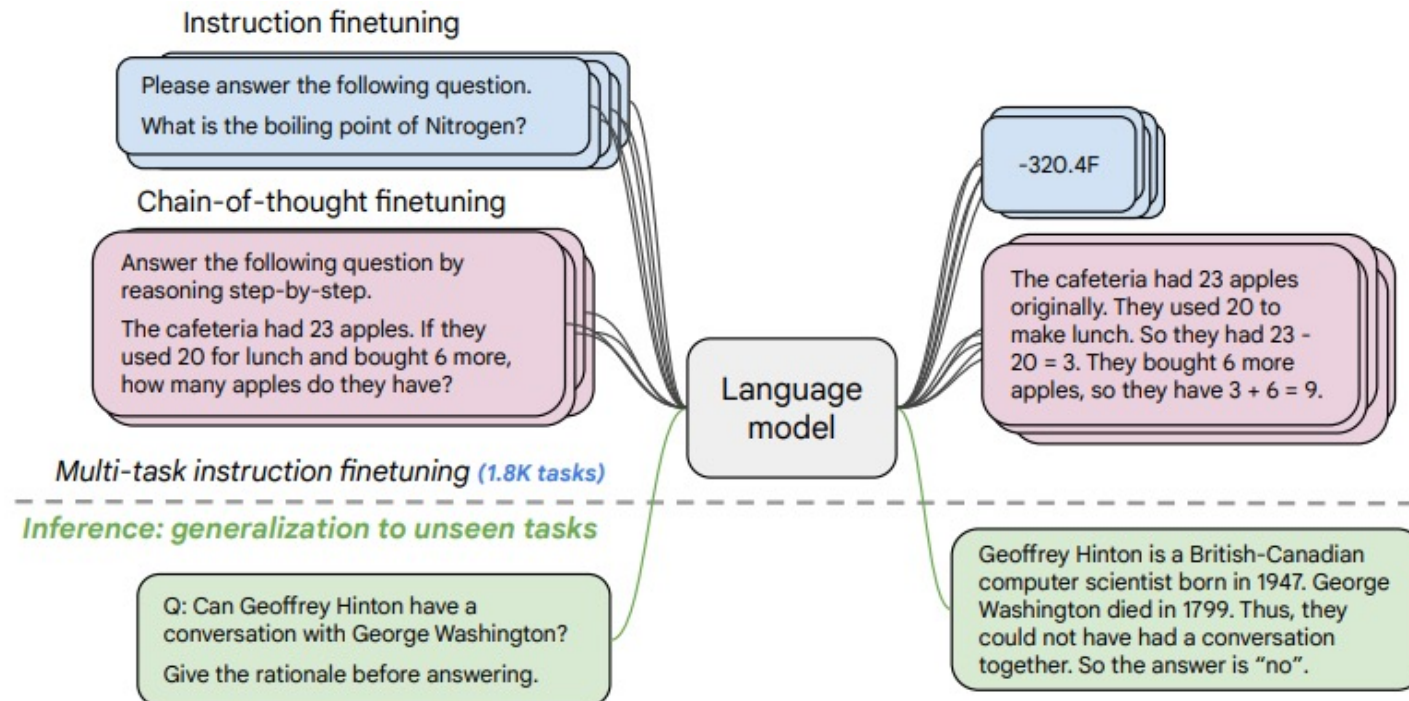 Instruction finetuning
Please answer the following question.
What is the boiling point of Nitrogen?
-320.4F
Chain-of-thought finetuning
Answer the following question by
reasoning step-by-step.
The cafeteria had 23 apples. If they
used 20 for lunch and bought 6 more,
how many apples do they have?
Language
model
The cafeteria had 23 apples
originally. They used 20 to
make lunch. So they had 23 -
20 = 3. They bought 6 more
apples, so they have 3 + 6 = 9.
Multi-task instruction finetuning (1.8K tasks)
Inference: generalization to unseen tasks
Q: Can Geoffrey Hinton have a
conversation with George Washington?
Give the rationale before answering.
Geoffrey Hinton is a British-Canadian
computer scientist born in 1947. George
Washington died in 1799. Thus, they
could not have had a conversation
together. So the answer is “no”.